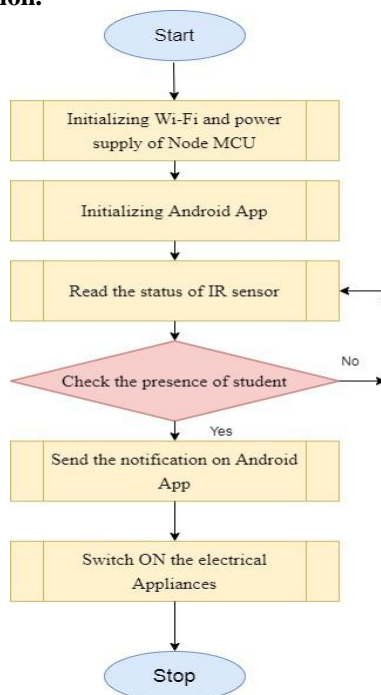 ion.
Start
Initializing Wi-Fi and power
supply of Node MCU
Initializing Android App
Read the status of IR sensor
Check the presence of student
No
Yes
Send the notification on Android
App
Switch ON the electrical
Appliances
Stop